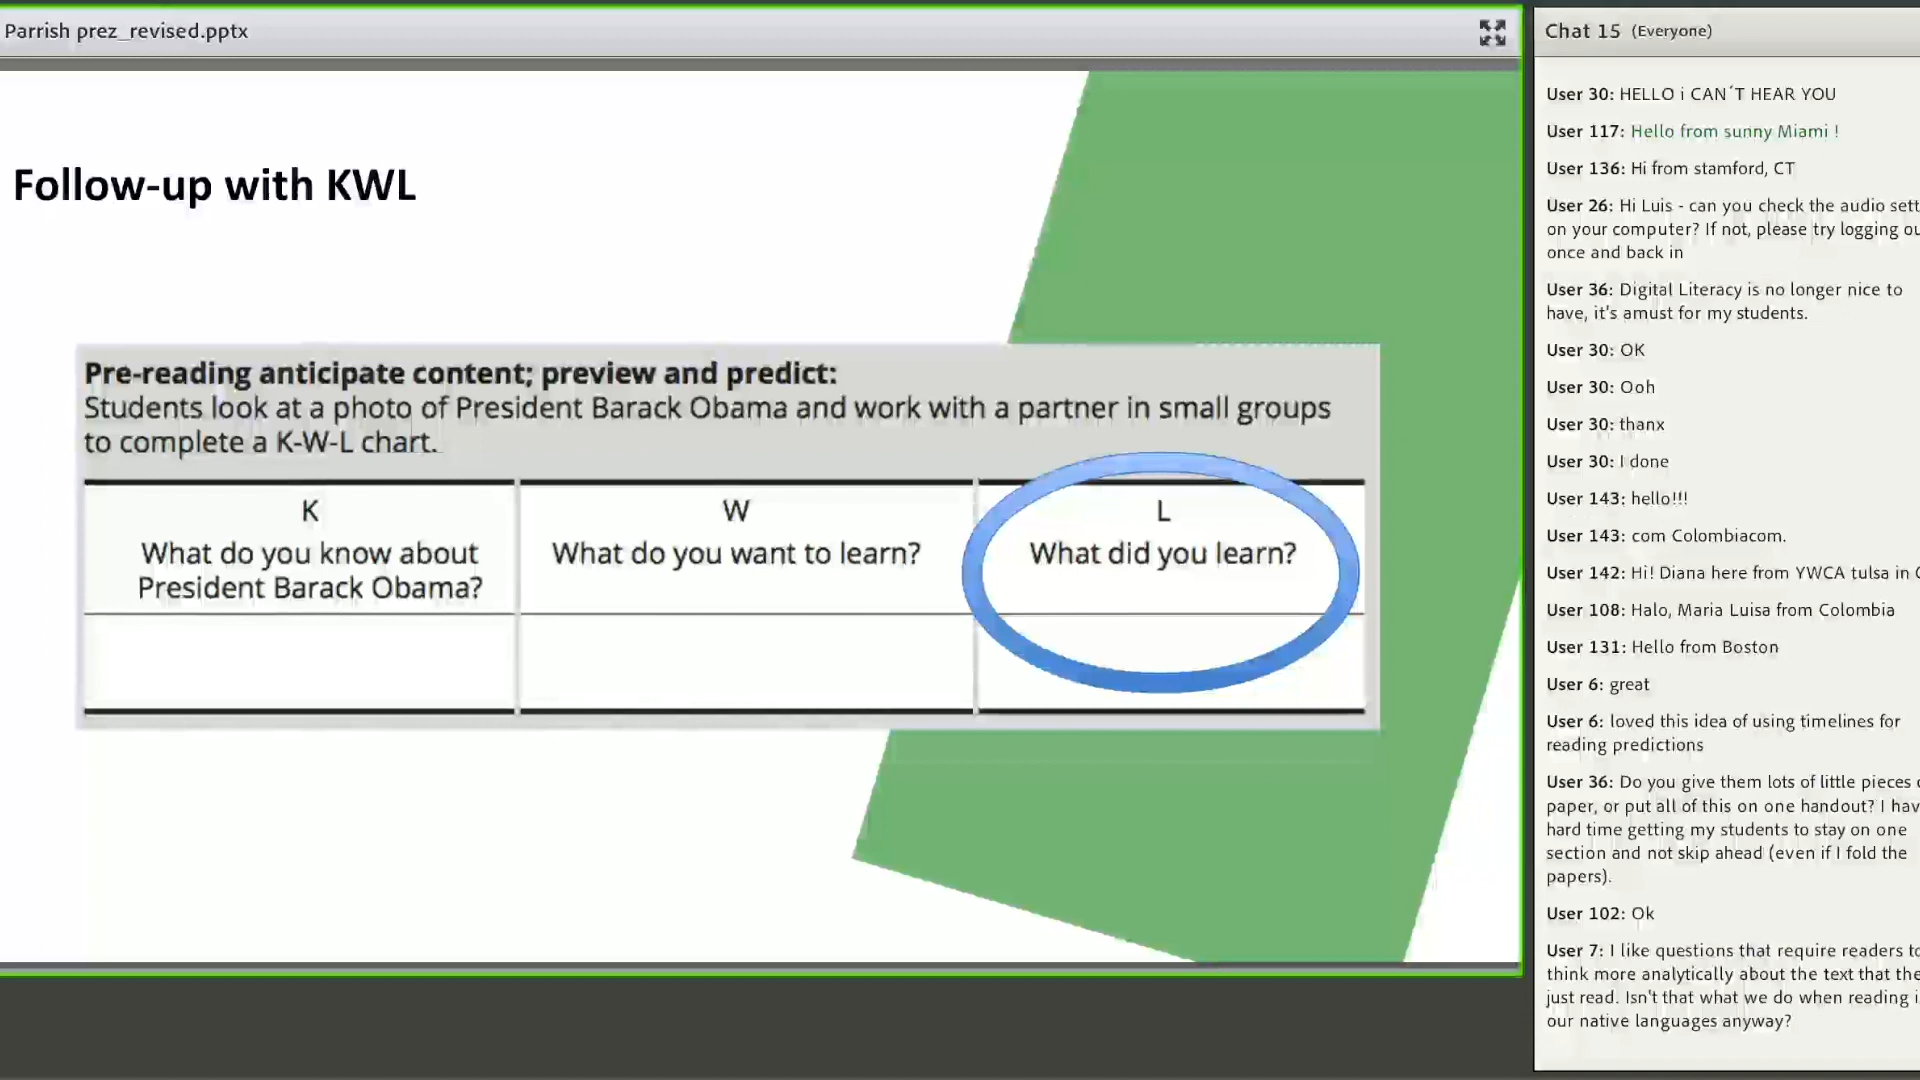 Parrish prez_revised.pptx
Follow-up with KWL
Pre-reading anticipate content; preview and predict:
Students look at a photo of President Barack Obama and work with a partner in small groups
to complete a K-W-L chart.
K
What do you know about
President Barack Obama?
W
What do you want to learn?
L
What did you learn?
Chat 15 (Everyone)
User 30: HELLO i CAN´T HEAR YOU
User 117: Hello from sunny Miami !
User 136: Hi from stamford, CT
User 26: Hi Luis - can you check the audio sett
on your computer? If not, please try logging ou
once and back in
User 36: Digital Literacy is no longer nice to
have, it's amust for my students.
User 30: OK
User 30: Ooh
User 30: thanx
User 30: I done
User 143: hello!!!
User 143: com Colombiacom.
User 142: Hi! Diana here from YWCA tulsa in
User 108: Halo, Maria Luisa from Colombia
User 131: Hello from Boston
User 6: great
User 6: loved this idea of using timelines for
reading predictions
User 36: Do you give them lots of little pieces
paper, or put all of this on one handout? I hav
hard time getting my students to stay on one
section and not skip ahead (even if I fold the
papers).
User 102: Ok
User 7: I like questions that require readers to
think more analytically about the text that the
just read. Isn't that what we do when reading i
our native languages anyway?